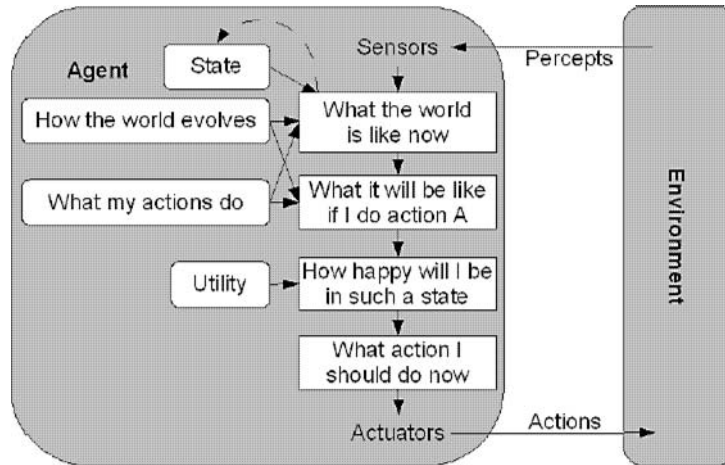 Agent
State
Sensors
Percepts
How the world evolves
What the world
is like now
What my actions do
What it will be like
if I do action A
Utility
How happy will I be
in such a state
What action I
should do now
Actuators
Actions
Environment